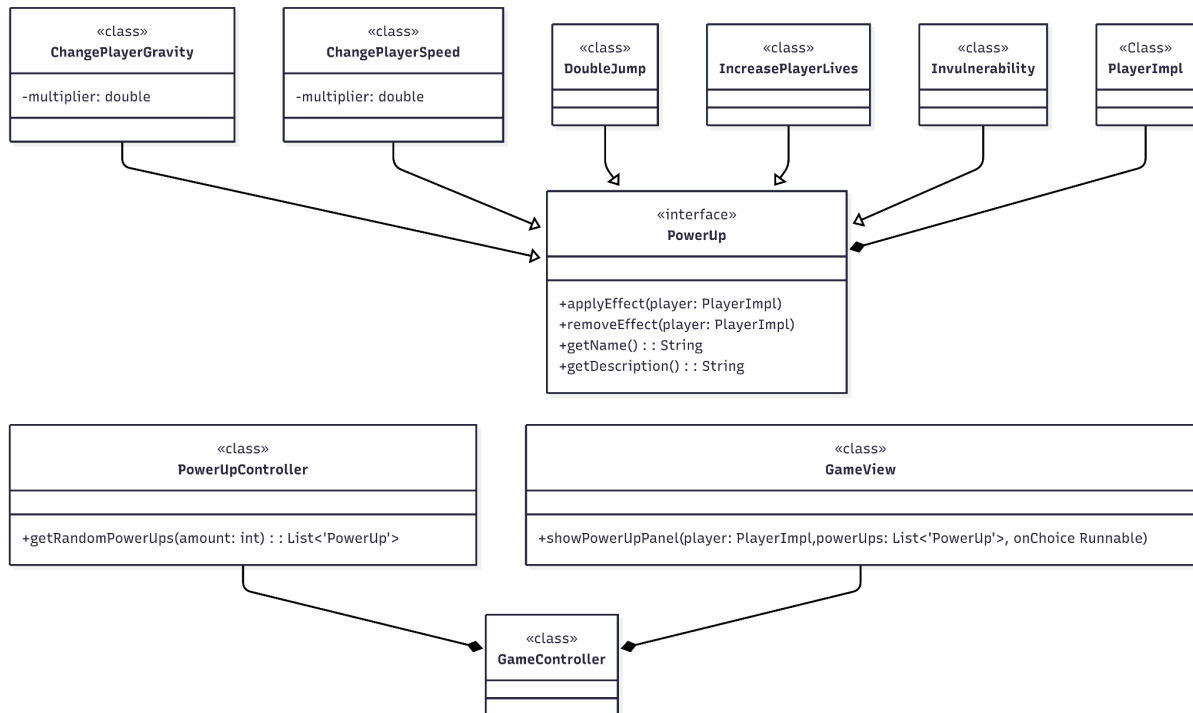 «class»
ChangePlayerGravity
-multiplier: double
«class»
ChangePlayerSpeed
-multiplier: double
«class»
DoubleJump
«class»
IncreasePlayerLives
«class»
Invulnerability
«Class»
PlayerImpl
«interface»
PowerUp
+applyEffect(player: PlayerImpl)
+removeEffect(player: PlayerImpl)
+getName() : : String
+getDescription() : : String
«class»
PowerUpController
+getRandomPowerUps(amount: int) : : List<'PowerUp'>
«class»
GameView
+showPowerUpPanel(player: PlayerImpl,powerUps: List<'PowerUp'>, onChoice Runnable)
«class»
GameController